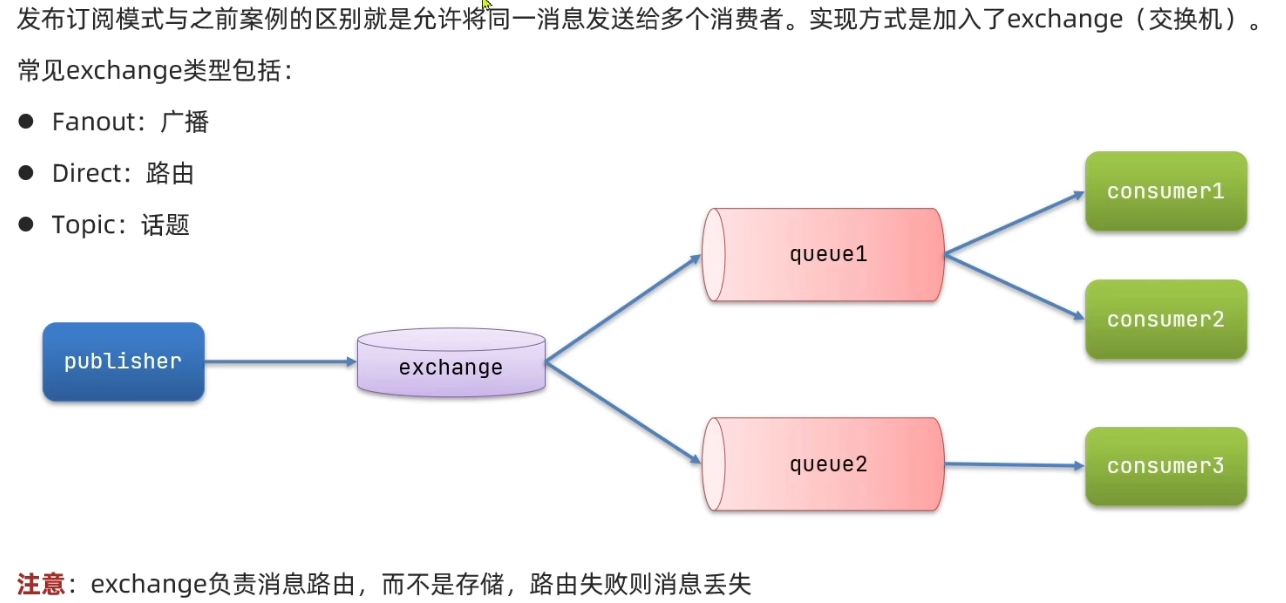 发布订阅模式与之前案例的区别就是允许将同一消息发送给多个消费者。实现方式是加入了exchange（交换机）。
常见exchange类型包括：
● Fanout：广播
● Direct：路由
● Topic：话题
publisher
exchange
queue1
queue2
consumer1
consumer2
consumer3
注意：exchange负责消息路由，而不是存储，路由失败则消息丢失